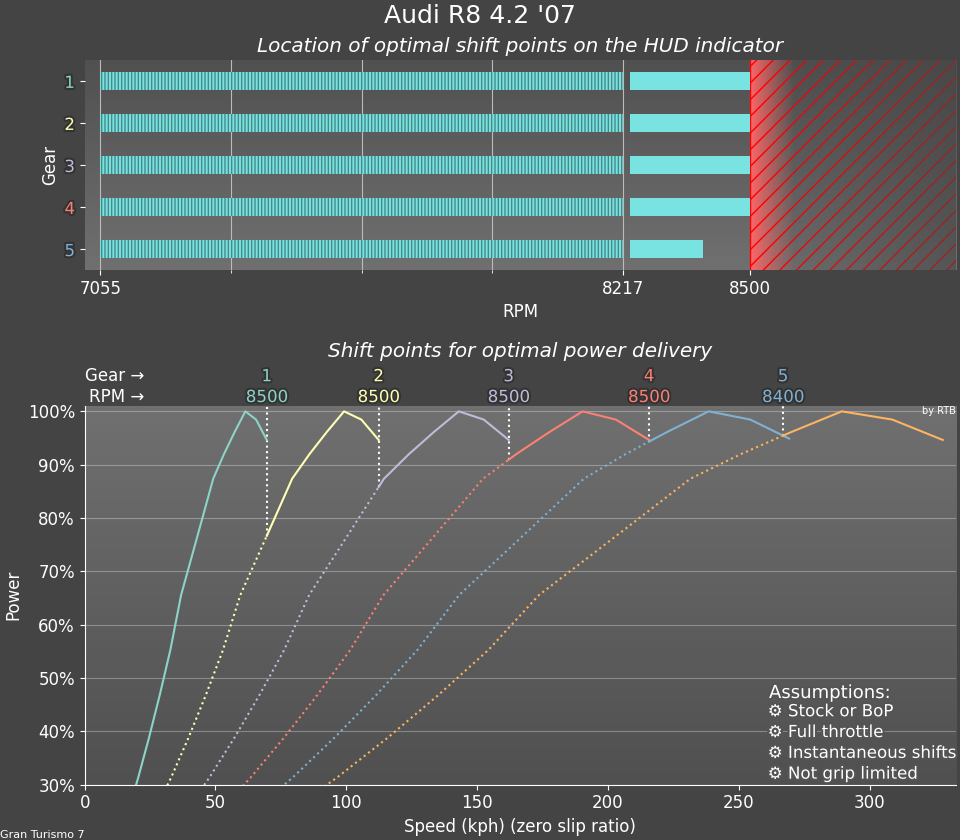 Audi R8 4.2 '07
Location of optimal shift points on the HUD indicator
Gear
1
2
3
4
5
7055 8217 8500
RPM
Shift points for optimal power delivery
Gear → 1 2 3 4 5
RPM → 8500 8500 8500 8500 8400
by RTB
Power
100%
90%
80%
70%
60%
50%
40%
30%
Assumptions:
⚙ Stock or BoP
⚙ Full throttle
⚙ Instantaneous shifts
⚙ Not grip limited
0 50 100 150 200 250 300
Speed (kph) (zero slip ratio)
Gran Turismo 7